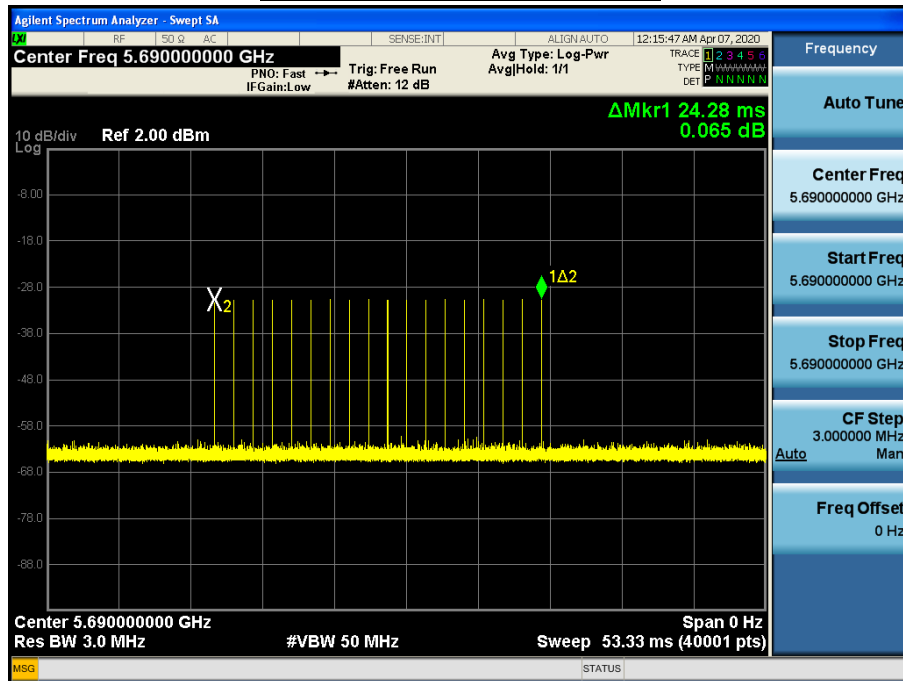 Agilent Spectrum Analyzer - Swept SA
LXI RF 50 Ω AC SENSE:INT ALIGNAUTO 12:15:47 AM Apr 07, 2020
Center Freq 5.690000000 GHz
PNO: Fast
IFGain:Low
Trig: Free Run
#Atten: 12 dB
Avg Type: Log-Pwr
Avg|Hold: 1/1
TRACE 1 2 3 4 5 6
TYPE M W W W W W
DET P N N N N N
ΔMkr1 24.28 ms
0.065 dB
10 dB/div Ref 2.00 dBm
Log
-8.00
-18.0
-28.0
-38.0
-48.0
-58.0
-68.0
-78.0
-88.0
X2
1Δ2
Center 5.690000000 GHz Span 0 Hz
Res BW 3.0 MHz #VBW 50 MHz Sweep 53.33 ms (40001 pts)
MSG STATUS
Frequency
Auto Tune
Center Freq
5.690000000 GHz
Start Freq
5.690000000 GHz
Stop Freq
5.690000000 GHz
CF Step
3.000000 MHz
Auto Man
Freq Offset
0 Hz